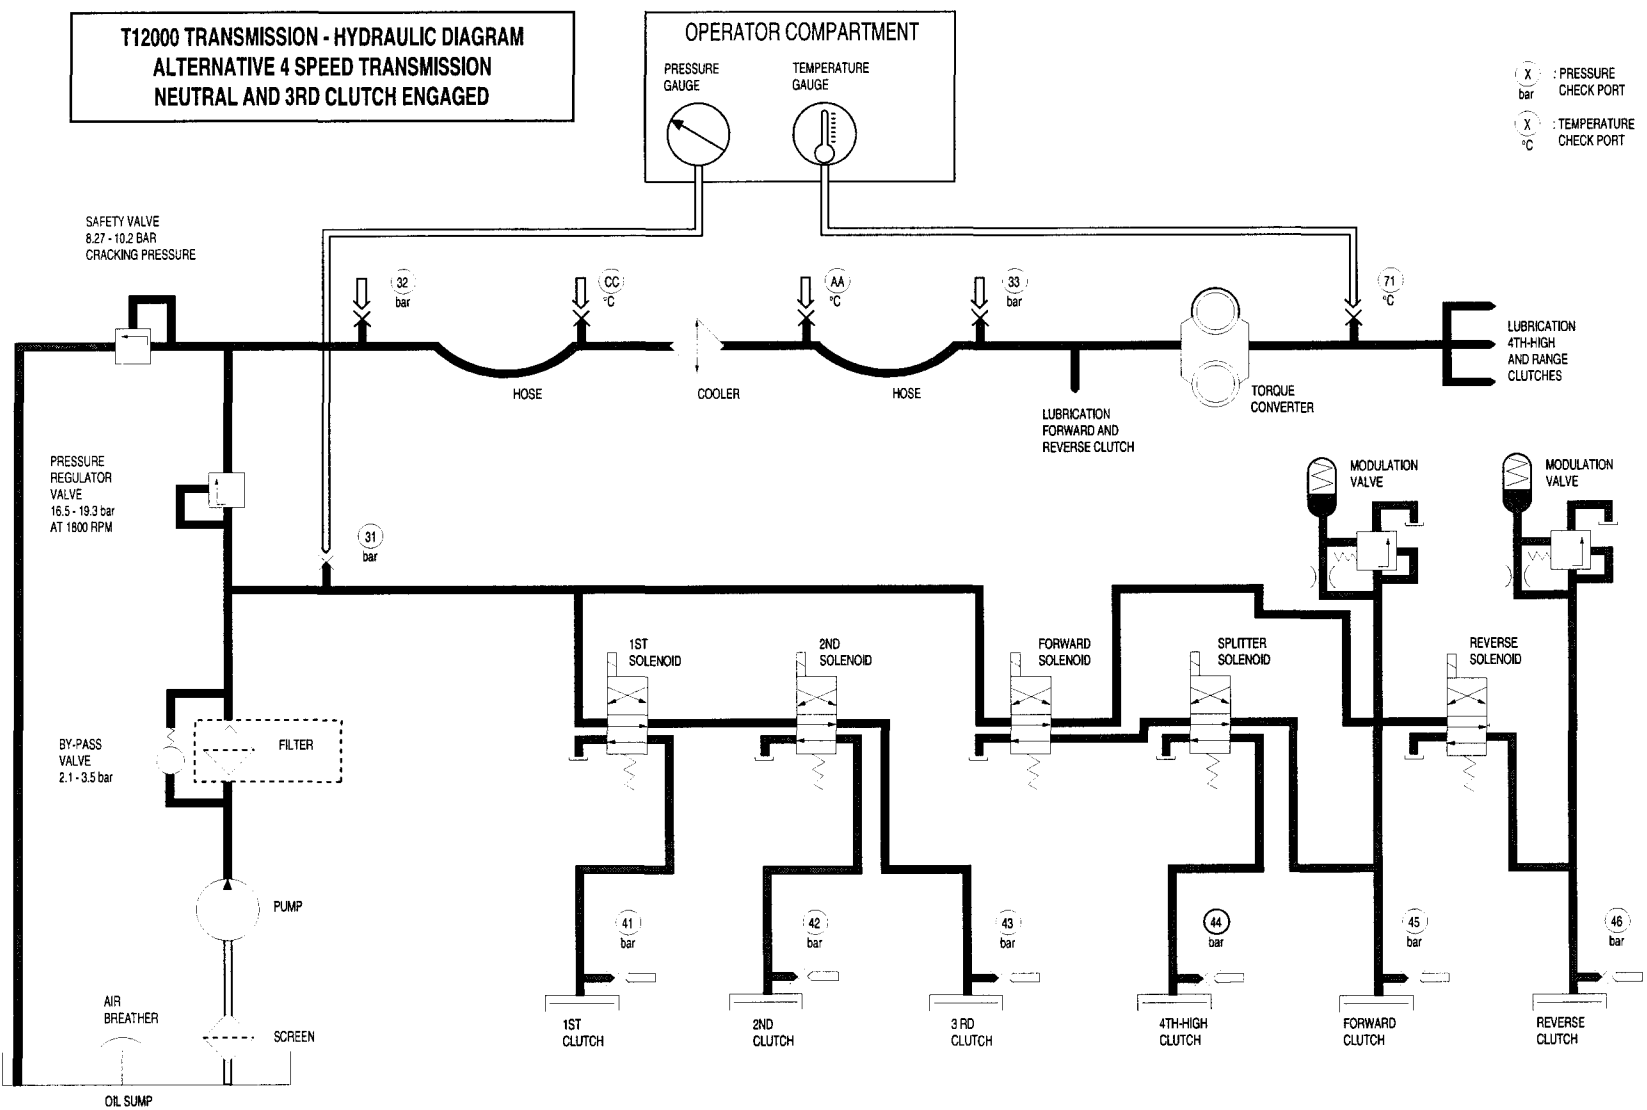 T12000 TRANSMISSION - HYDRAULIC DIAGRAM
ALTERNATIVE 4 SPEED TRANSMISSION
NEUTRAL AND 3RD CLUTCH ENGAGED
OPERATOR COMPARTMENT
PRESSURE
GAUGE
TEMPERATURE
GAUGE
X
bar
: PRESSURE
CHECK PORT
X
°C
: TEMPERATURE
CHECK PORT
SAFETY VALVE
8.27 - 10.2 BAR
CRACKING PRESSURE
32
bar
CC
°C
AA
°C
33
bar
71
°C
HOSE
COOLER
HOSE
LUBRICATION
FORWARD AND
REVERSE CLUTCH
TORQUE
CONVERTER
LUBRICATION
4TH-HIGH
AND RANGE
CLUTCHES
PRESSURE
REGULATOR
VALVE
16.5 - 19.3 bar
AT 1800 RPM
31
bar
MODULATION
VALVE
MODULATION
VALVE
1ST
SOLENOID
2ND
SOLENOID
FORWARD
SOLENOID
SPLITTER
SOLENOID
REVERSE
SOLENOID
BY-PASS
VALVE
2.1 - 3.5 bar
FILTER
PUMP
41
bar
42
bar
43
bar
44
bar
45
bar
46
bar
AIR
BREATHER
SCREEN
OIL SUMP
1ST
CLUTCH
2ND
CLUTCH
3 RD
CLUTCH
4TH-HIGH
CLUTCH
FORWARD
CLUTCH
REVERSE
CLUTCH